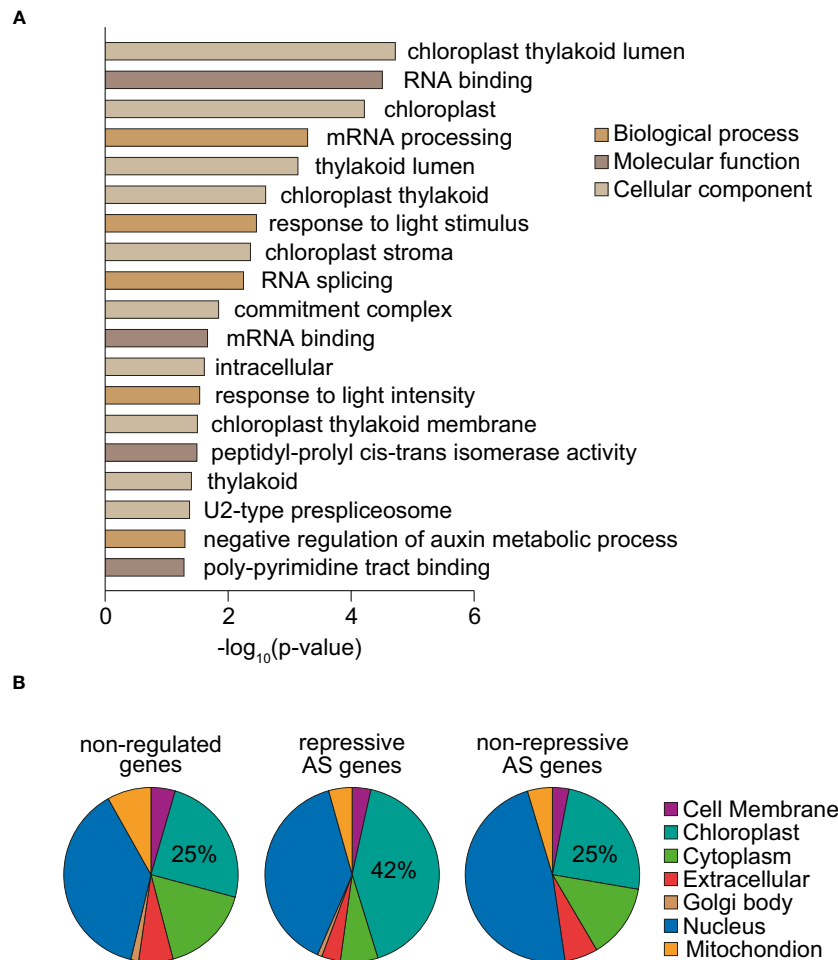 A
chloroplast thylakoid lumen
RNA binding
chloroplast
mRNA processing
thylakoid lumen
chloroplast thylakoid
response to light stimulus
chloroplast stroma
RNA splicing
commitment complex
mRNA binding
intracellular
response to light intensity
chloroplast thylakoid membrane
peptidyl-prolyl cis-trans isomerase activity
thylakoid
U2-type prespliceosome
negative regulation of auxin metabolic process
poly-pyrimidine tract binding
Biological process
Molecular function
Cellular component
0 2 4 6
-log10(p-value)
B
non-regulated
genes
repressive
AS genes
non-repressive
AS genes
25%
42%
25%
Cell Membrane
Chloroplast
Cytoplasm
Extracellular
Golgi body
Nucleus
Mitochondion